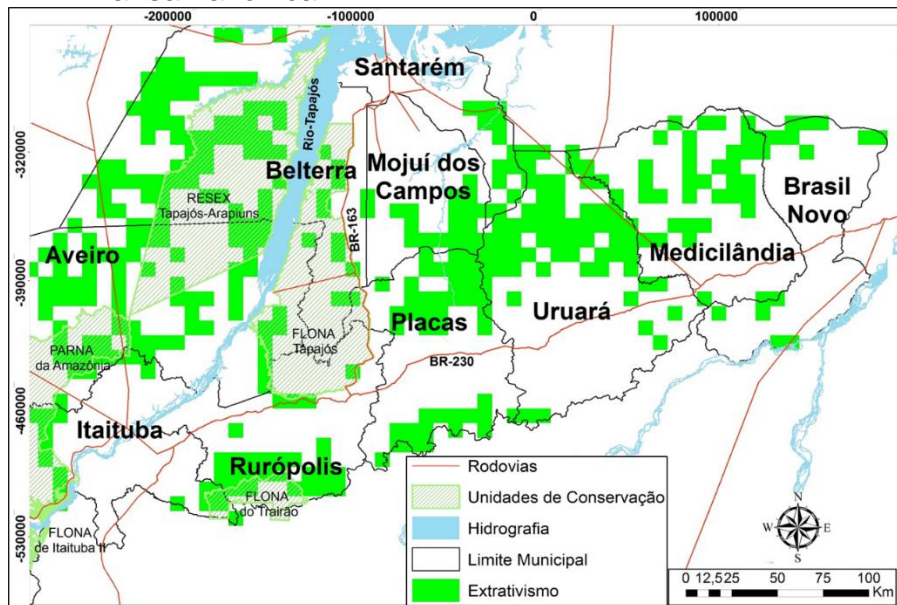 -200000 -100000 0 100000
Santarém
Rio-Tapajós
-320000
Belterra
Mojuí dos
Campos
Brasil
Novo
RESEX
Tapajós-Arapiuns
BR-163
Aveiro
Medicilândia
-390000
Placas
Uruará
FLONA
Tapajós
PARNA
da Amazônia
BR-230
-460000
Itaituba
Rurópolis
FLONA
do Trairão
FLONA
de Itaituba II
-530000
Rodovias
Unidades de Conservação
Hidrografia
Limite Municipal
Extrativismo
N
W E
S
0 12,525 50 75 100
Km